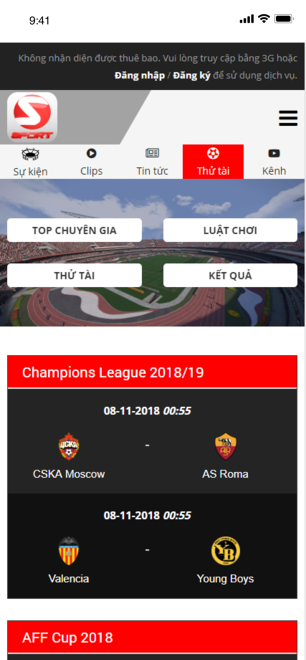 9:41
Không nhận diện được thuê bao. Vui lòng truy cập bằng 3G hoặc
Đăng nhập / Đăng ký để sử dụng dịch vụ.
S
SPORT
Sự kiện
Clips
Tin tức
Thử tài
Kênh
TOP CHUYÊN GIA
LUẬT CHƠI
THỬ TÀI
KẾT QUẢ
Champions League 2018/19
08-11-2018 00:55
-
CSKA Moscow
AS Roma
08-11-2018 00:55
-
YB
Valencia
Young Boys
AFF Cup 2018